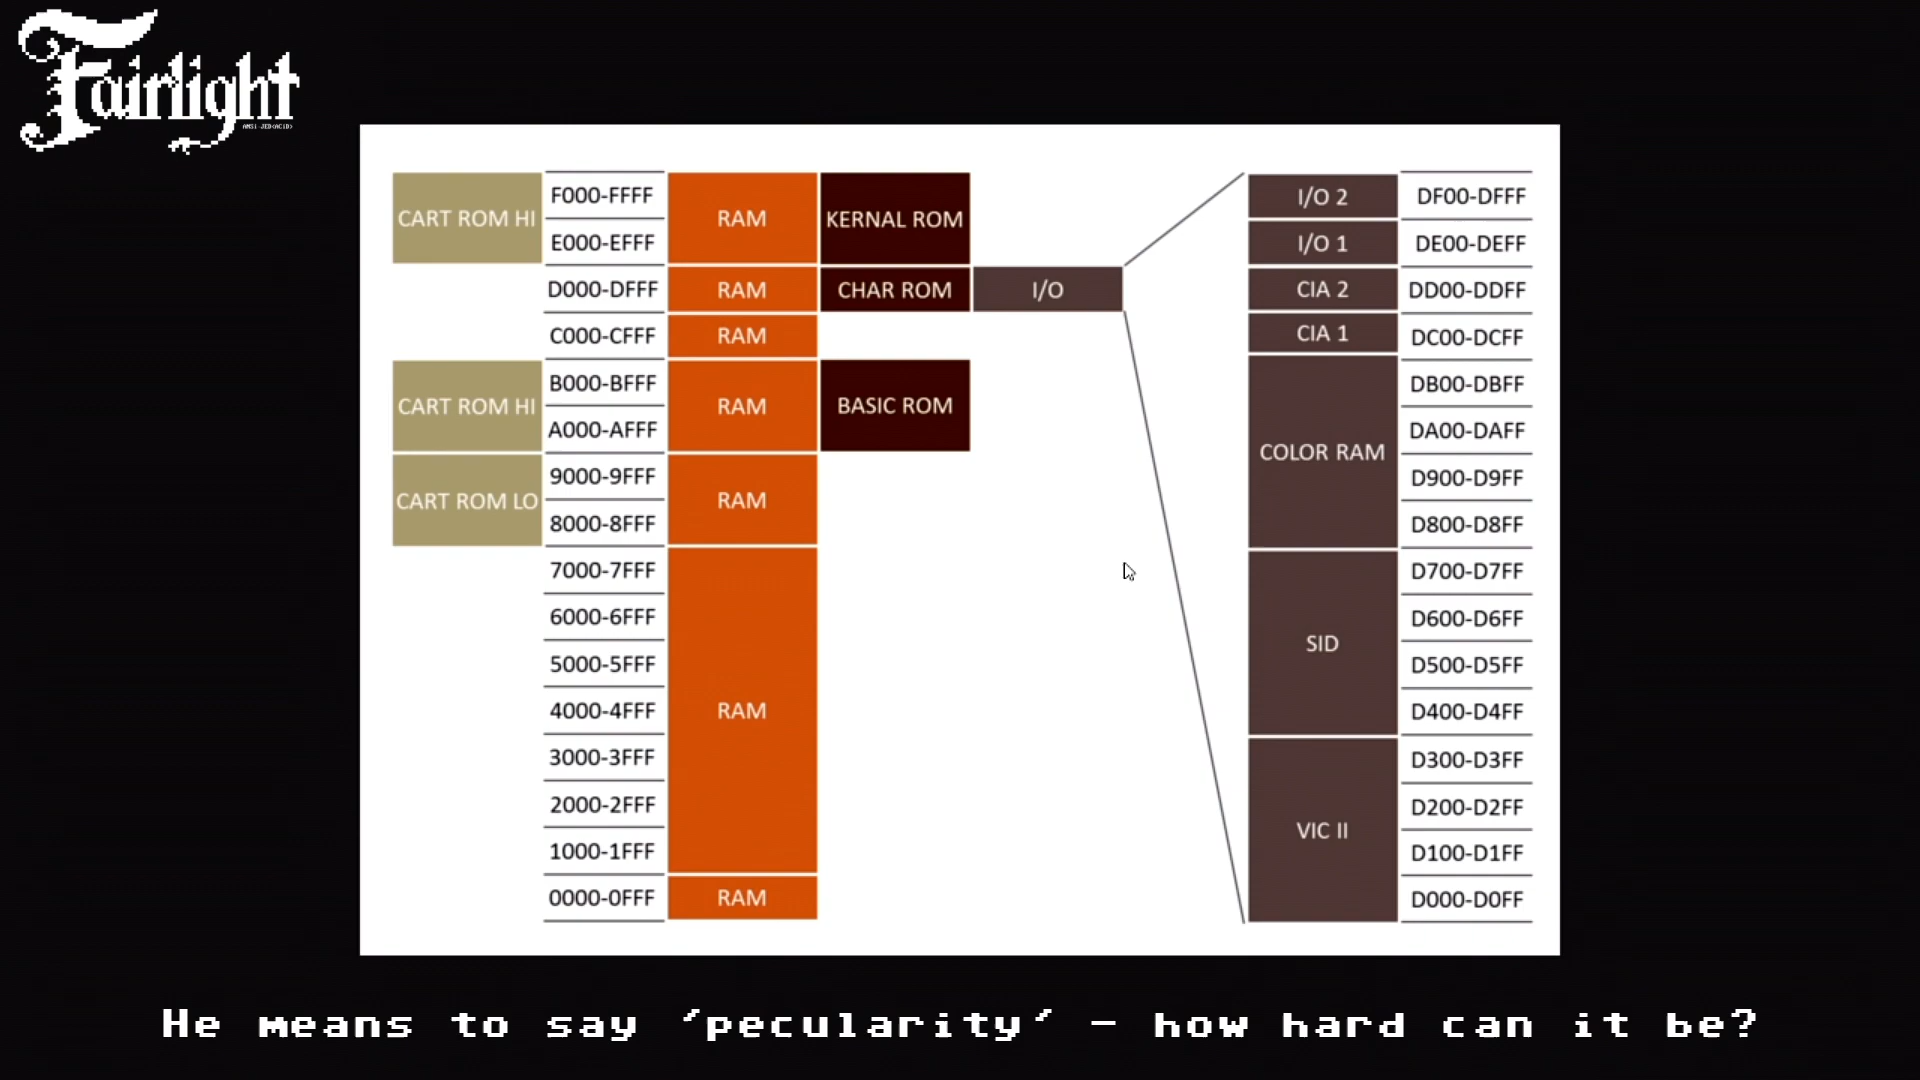 Fairlight
ANSI JED<ACID>
CART ROM HI
F000-FFFF
E000-EFFF
RAM
KERNAL ROM
D000-DFFF
RAM
CHAR ROM
I/O
C000-CFFF
RAM
CART ROM HI
B000-BFFF
A000-AFFF
RAM
BASIC ROM
CART ROM LO
9000-9FFF
8000-8FFF
RAM
7000-7FFF
6000-6FFF
5000-5FFF
4000-4FFF
3000-3FFF
2000-2FFF
1000-1FFF
RAM
0000-0FFF
RAM
I/O 2
DF00-DFFF
I/O 1
DE00-DEFF
CIA 2
DD00-DDFF
CIA 1
DC00-DCFF
COLOR RAM
DB00-DBFF
DA00-DAFF
D900-D9FF
D800-D8FF
SID
D700-D7FF
D600-D6FF
D500-D5FF
D400-D4FF
VIC II
D300-D3FF
D200-D2FF
D100-D1FF
D000-D0FF
He means to say 'pecularity' - how hard can it be?